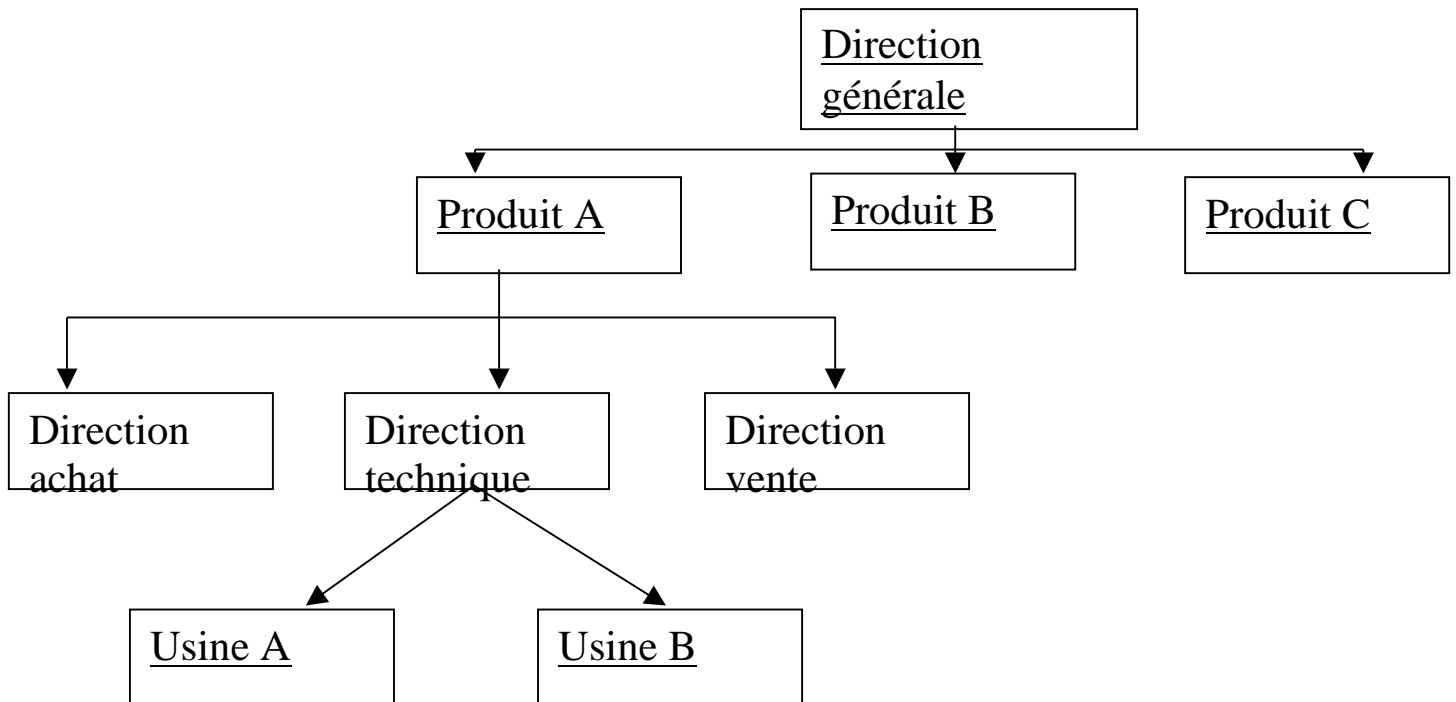 Direction
générale
Produit A
Produit B
Produit C
Direction
achat
Direction
technique
Direction
vente
Usine A
Usine B